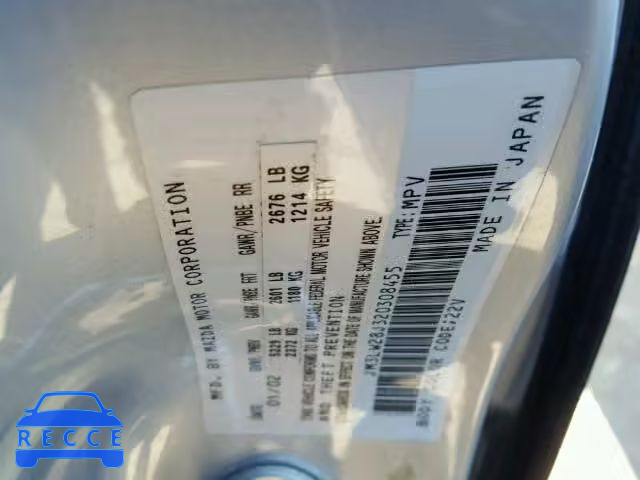 MFD. BY MAZDA MOTOR CORPORATION
DATE GVWR/PNBV GAWR/PNBE FRT GAWR/PNBE RR
01/02 5229 LB 2601 LB 2676 LB
2372 KG 1180 KG 1214 KG
THIS VEHICLE CONFORMS TO ALL APPLICABLE FEDERAL MOTOR VEHICLE SAFETY
AND THEFT PREVENTION
STANDARDS IN EFFECT ON THE DATE OF MANUFACTURE SHOWN ABOVE.
JM3LW28J320308455 TYPE: MPV
BODY COLOR CODE: 22V MADE IN JAPAN
RECCE